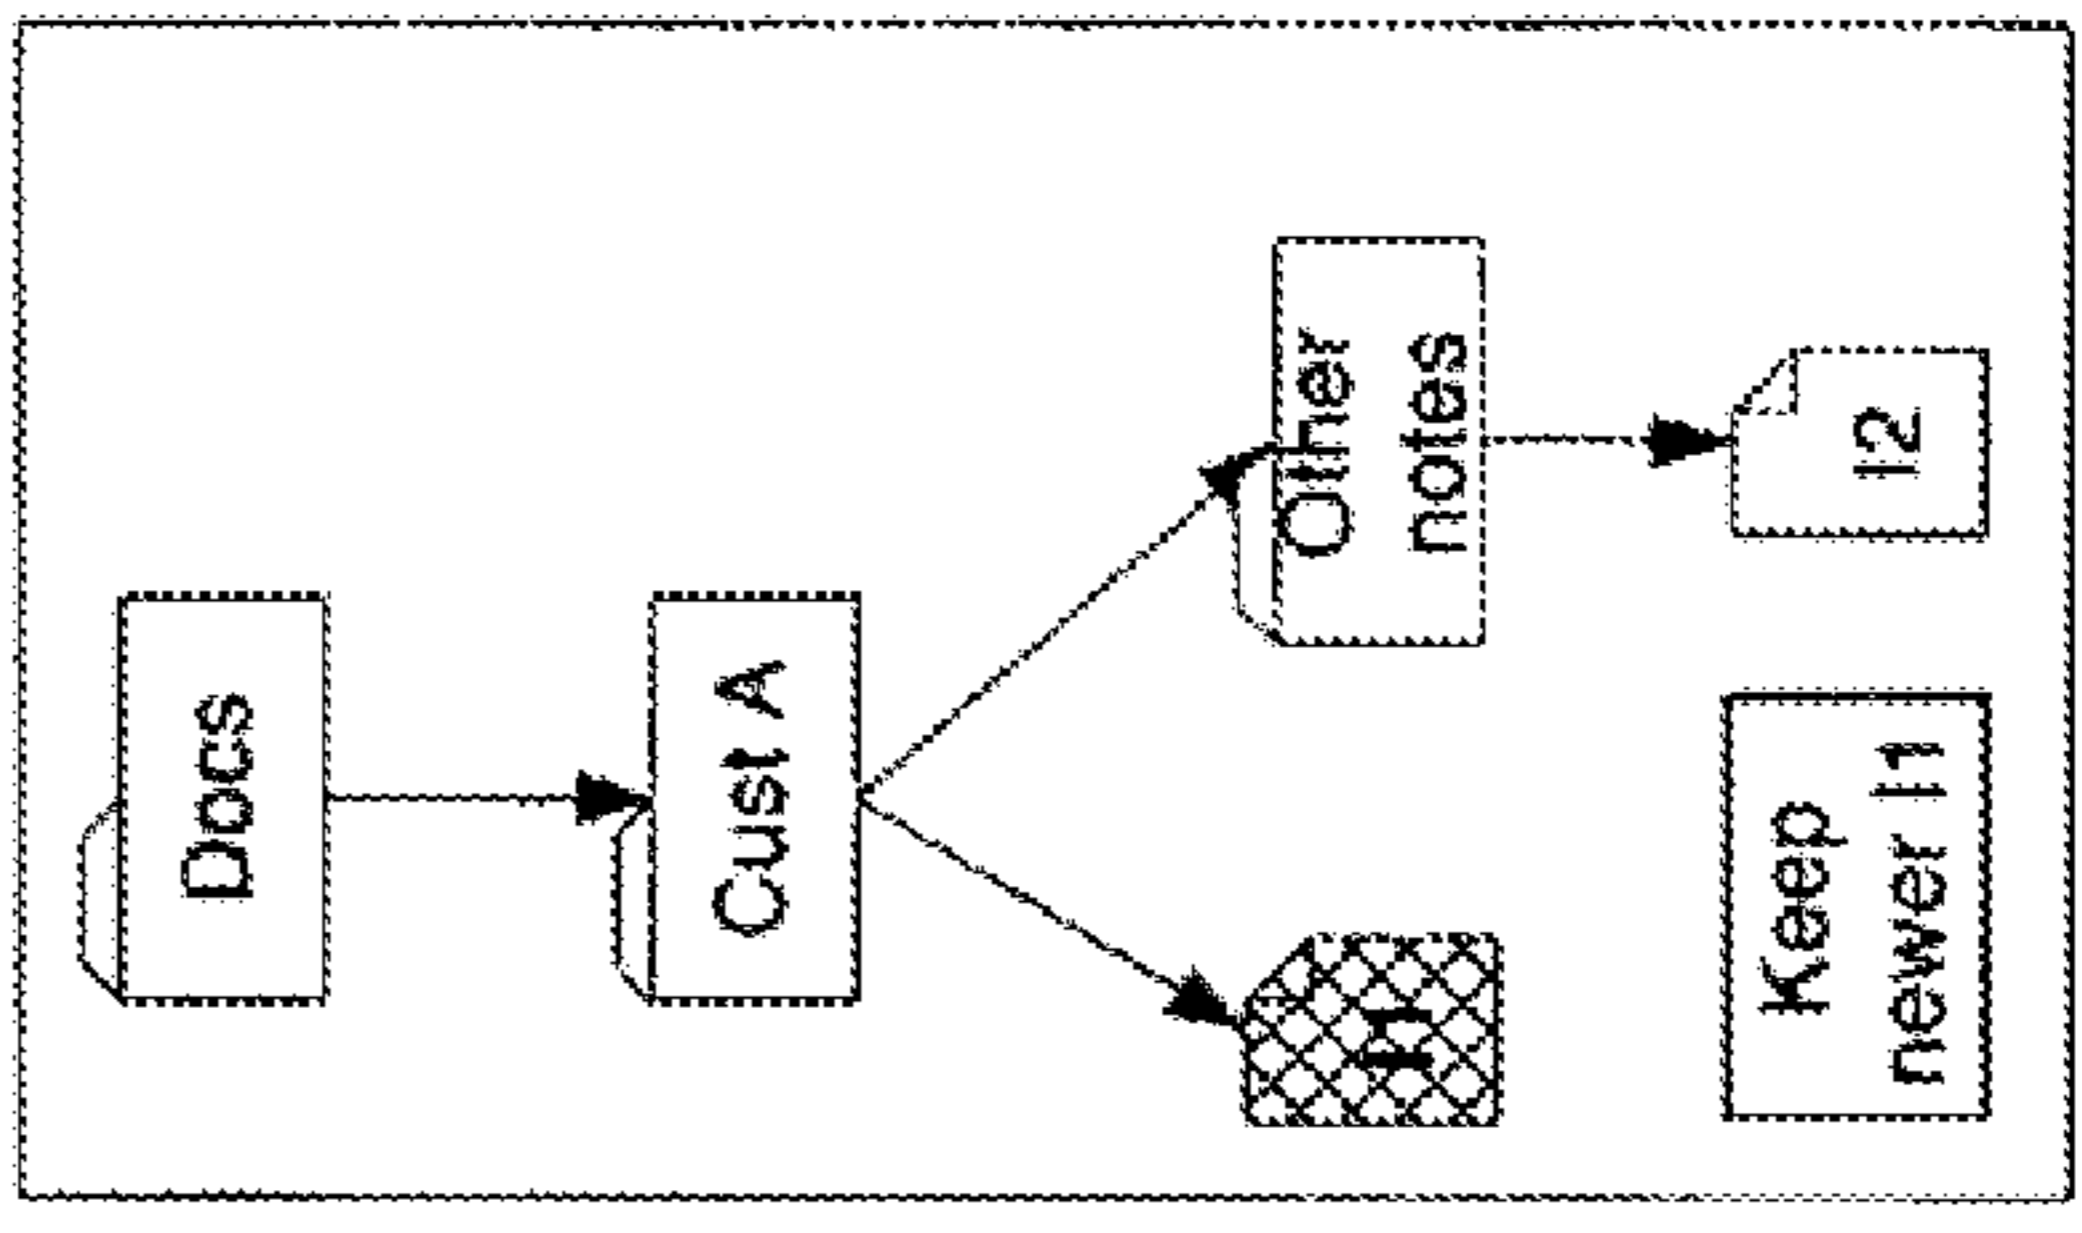 Docs
Cust A
Other
notes
I1
I2
Keep
newer I1